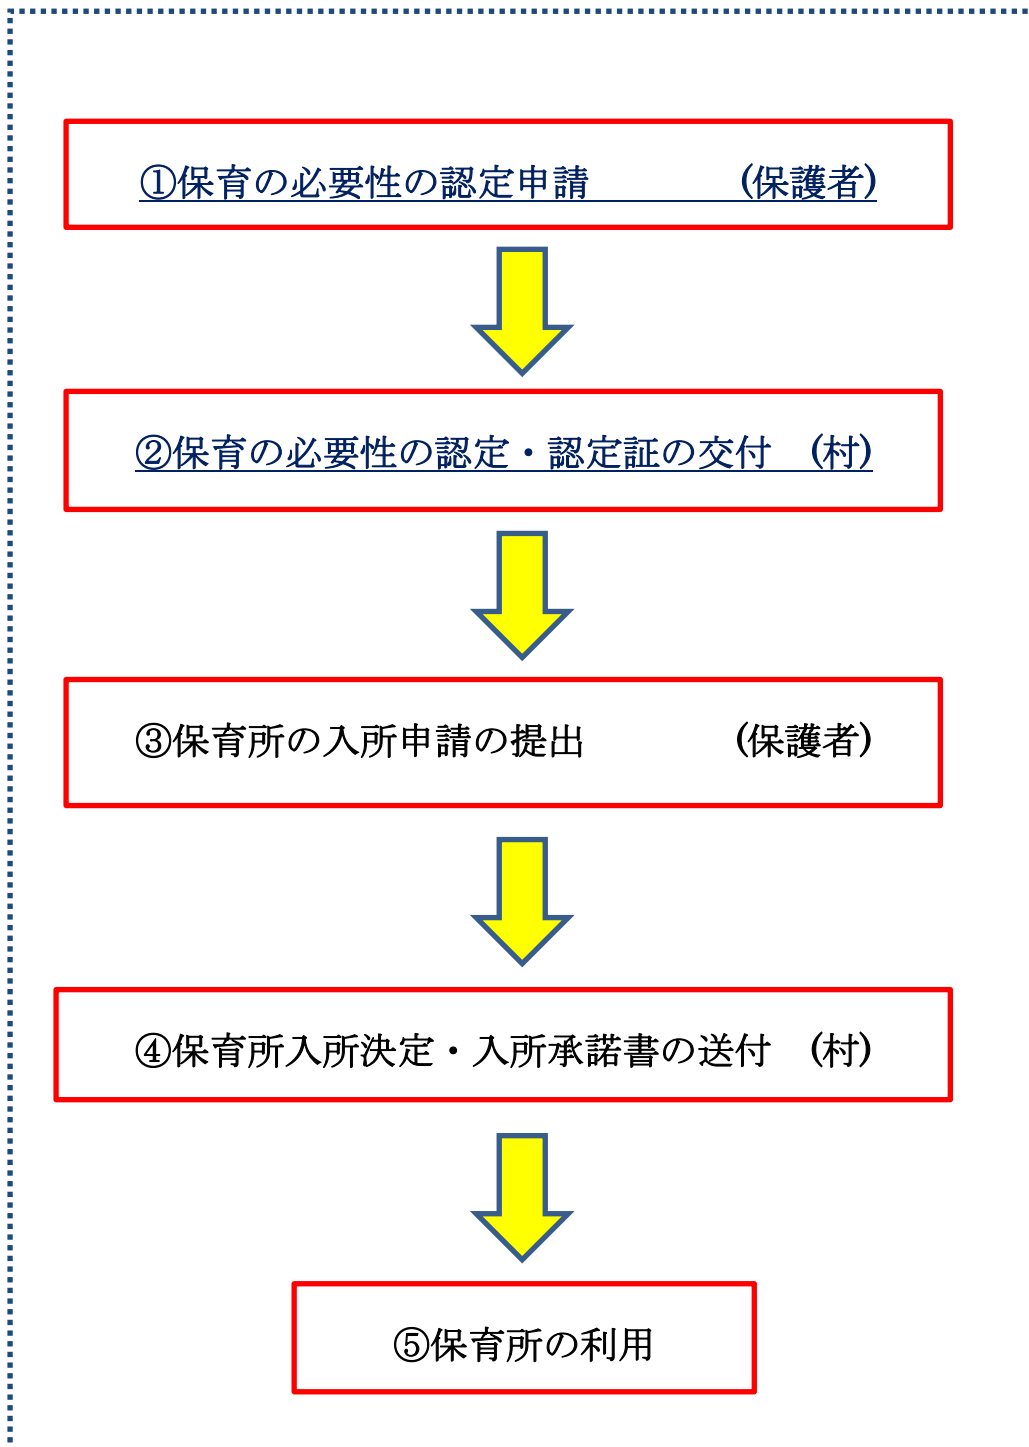 ①保育の必要性の認定申請　　　　(保護者)
②保育の必要性の認定・認定証の交付　(村)
③保育所の入所申請の提出　　　　(保護者)
④保育所入所決定・入所承諾書の送付　(村)
⑤保育所の利用